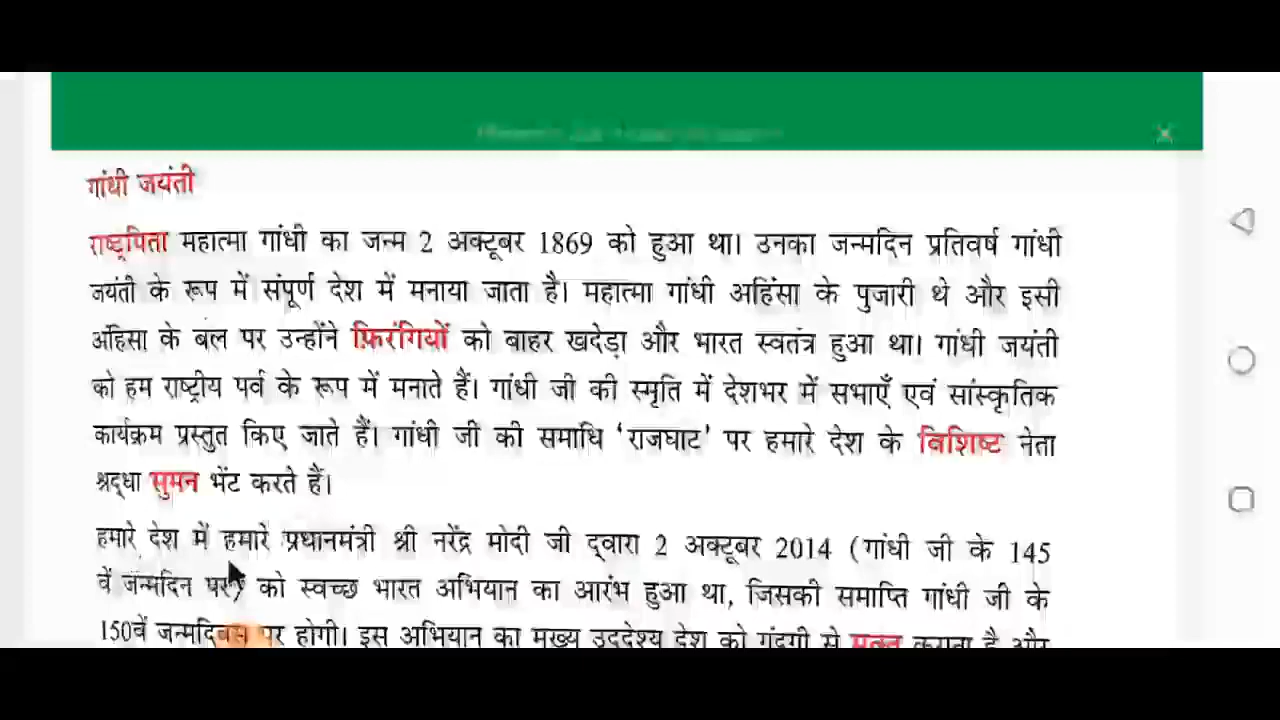 गांधी जयंती
राष्ट्रपिता महात्मा गांधी का जन्म 2 अक्टूबर 1869 को हुआ था। उनका जन्मदिन प्रतिवर्ष गांधी
जयंती के रूप में संपूर्ण देश में मनाया जाता है। महात्मा गांधी अहिंसा के पुजारी थे और इसी
अहिंसा के बल पर उन्होंने फ़िरंगियों को बाहर खदेड़ा और भारत स्वतंत्र हुआ था। गांधी जयंती
को हम राष्ट्रीय पर्व के रूप में मनाते हैं। गांधी जी की स्मृति में देशभर में सभाएँ एवं सांस्कृतिक
कार्यक्रम प्रस्तुत किए जाते हैं। गांधी जी की समाधि ‘राजघाट’ पर हमारे देश के विशिष्ट नेता
श्रद्धा सुमन भेंट करते हैं।
हमारे देश में हमारे प्रधानमंत्री श्री नरेंद्र मोदी जी द्वारा 2 अक्टूबर 2014 (गांधी जी के 145
वें जन्मदिन पर) को स्वच्छ भारत अभियान का आरंभ हुआ था, जिसकी समाप्ति गांधी जी के
150वें जन्मदिवस पर होगी। इस अभियान का मुख्य उद्देश्य देश को गंदगी से मुक्त कराना है और